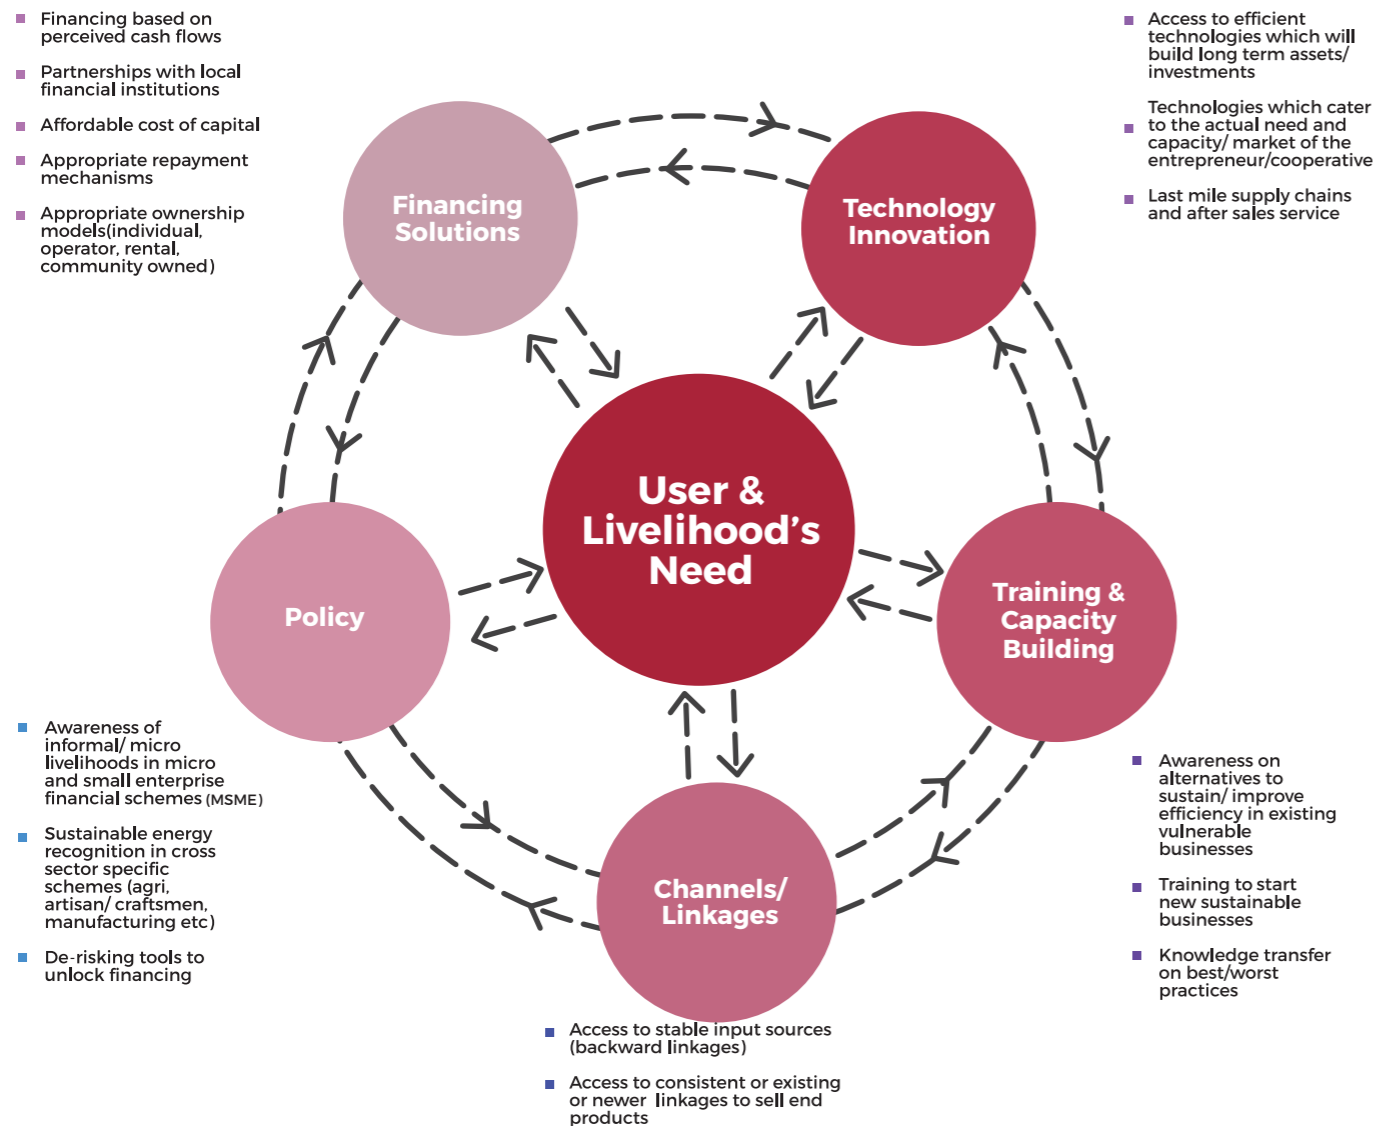 Financing based on
perceived cash flows
Partnerships with local
financial institutions
Affordable cost of capital
Appropriate repayment
mechanisms
Appropriate ownership
models(individual,
operator, rental,
community owned)
Access to efficient
technologies which will
build long term assets/
investments
Technologies which cater
to the actual need and
capacity/ market of the
entrepreneur/cooperative
Last mile supply chains
and after sales service
Financing
Solutions
Technology
Innovation
User &
Livelihood's
Need
Policy
Training &
Capacity
Building
Channels/
Linkages
Awareness of
informal/ micro
livelihoods in micro
and small enterprise
financial schemes (MSME)
Sustainable energy
recognition in cross
sector specific
schemes (agri,
artisan/ craftsmen,
manufacturing etc)
De-risking tools to
unlock financing
Awareness on
alternatives to
sustain/ improve
efficiency in existing
vulnerable
businesses
Training to start
new sustainable
businesses
Knowledge transfer
on best/worst
practices
Access to stable input sources
(backward linkages)
Access to consistent or existing
or newer linkages to sell end
products